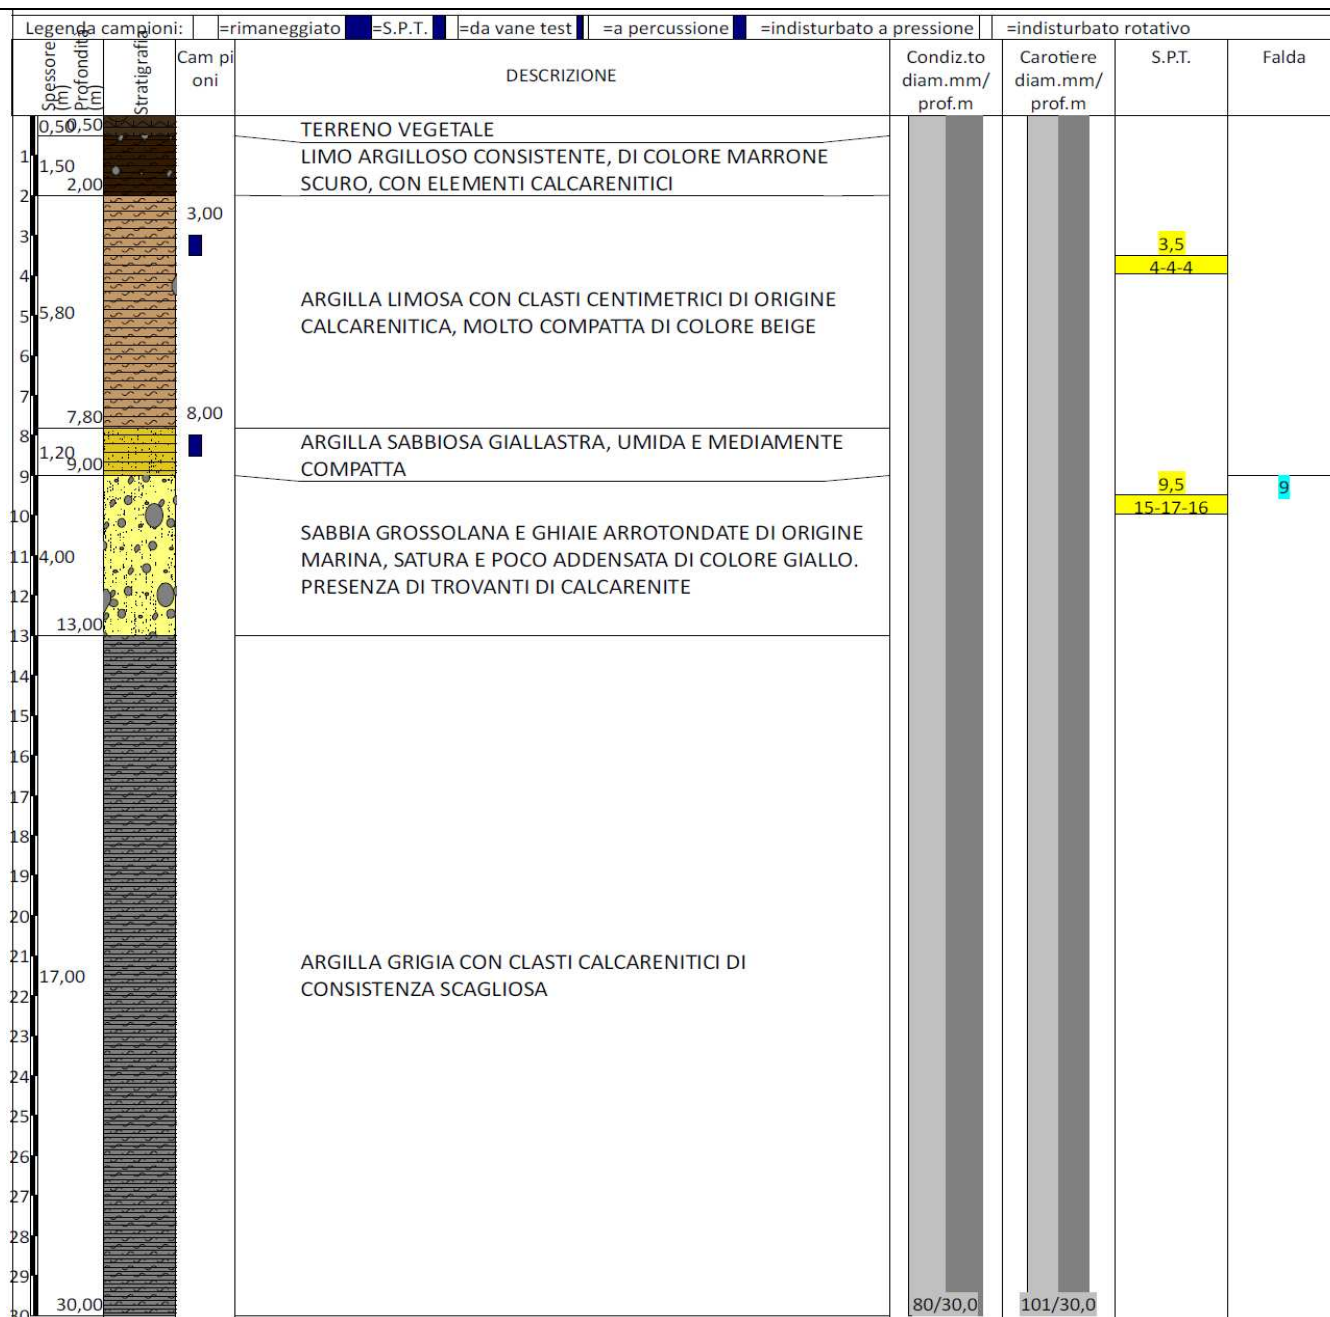 Legenda campioni: =rimaneggiato =S.P.T. =da vane test =a percussione =indisturbato a pressione =indisturbato rotativo
Spessore (m)
Profondità (m)
Stratigrafia
Cam pi
oni
DESCRIZIONE
Condiz.to
diam.mm/
prof.m
Carotiere
diam.mm/
prof.m
S.P.T.
Falda
0,50 0,50
TERRENO VEGETALE
1
1,50
2,00
LIMO ARGILLOSO CONSISTENTE, DI COLORE MARRONE
SCURO, CON ELEMENTI CALCARENITICI
2
3,00
3
3,5
4-4-4
4
5,80
ARGILLA LIMOSA CON CLASTI CENTIMETRICI DI ORIGINE
CALCARENITICA, MOLTO COMPATTA DI COLORE BEIGE
5
6
7
7,80
8,00
8
1,20
9,00
ARGILLA SABBIOSA GIALLASTRA, UMIDA E MEDIAMENTE
COMPATTA
9
9,5
9
15-17-16
10
11
4,00
SABBIA GROSSOLANA E GHIAIE ARROTONDATE DI ORIGINE
MARINA, SATURA E POCO ADDENSATA DI COLORE GIALLO.
PRESENZA DI TROVANTI DI CALCARENITE
12
13,00
13
14
15
16
17
18
19
20
21
17,00
ARGILLA GRIGIA CON CLASTI CALCARENITICI DI
CONSISTENZA SCAGLIOSA
22
23
24
25
26
27
28
29
30,00
80/30,0
101/30,0
30